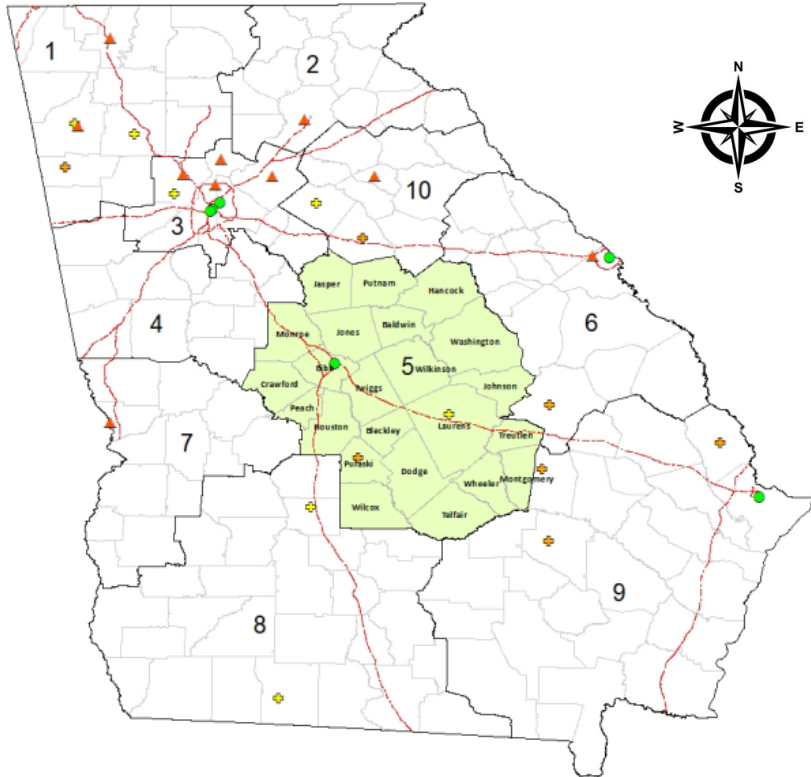 N
W
E
S
1
2
3
10
4
6
5
7
8
9
Jasper
Putnam
Hancock
Monroe
Jones
Baldwin
Washington
Bibb
Wilkinson
Crawford
Twiggs
Johnson
Peach
Houston
Bleckley
Laurens
Treutlen
Pulaski
Dodge
Wheeler
Montgomery
Wilcox
Telfair